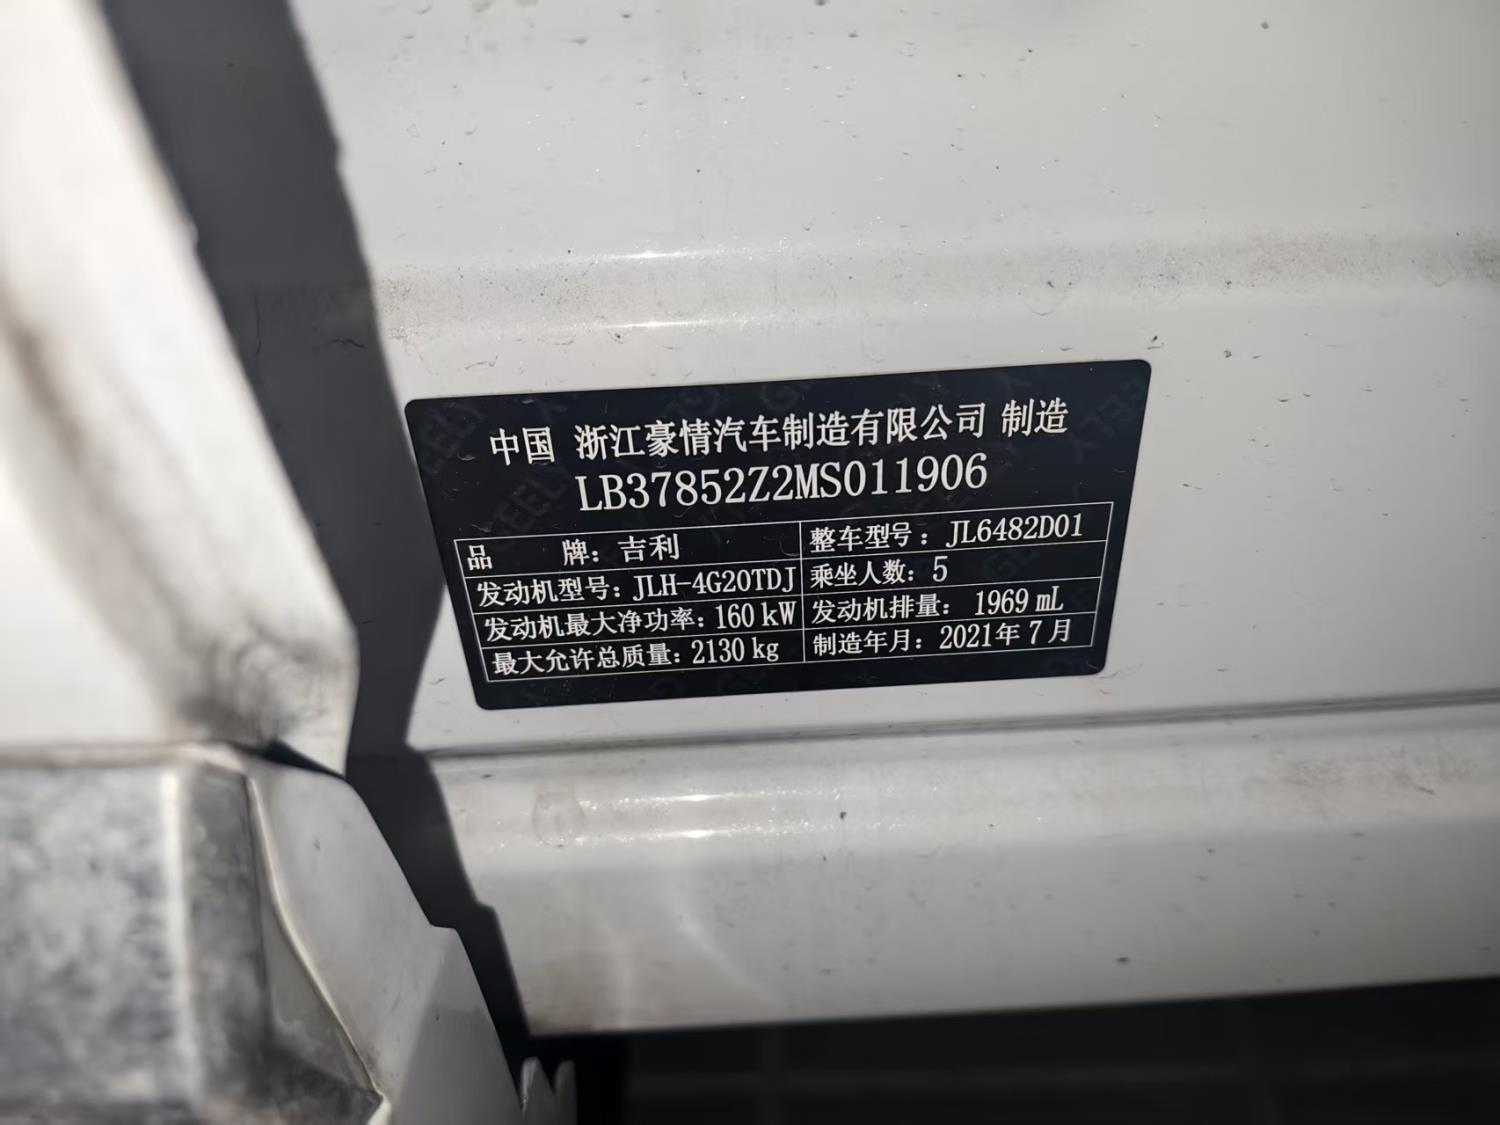 中国 浙江豪情汽车制造有限公司 制造
LB37852Z2MS011906
品 牌：吉利 整车型号：JL6482D01
发动机型号：JLH-4G20TDJ 乘坐人数：5
发动机最大净功率：160 kW 发动机排量：1969 mL
最大允许总质量：2130 kg 制造年月：2021年 7 月